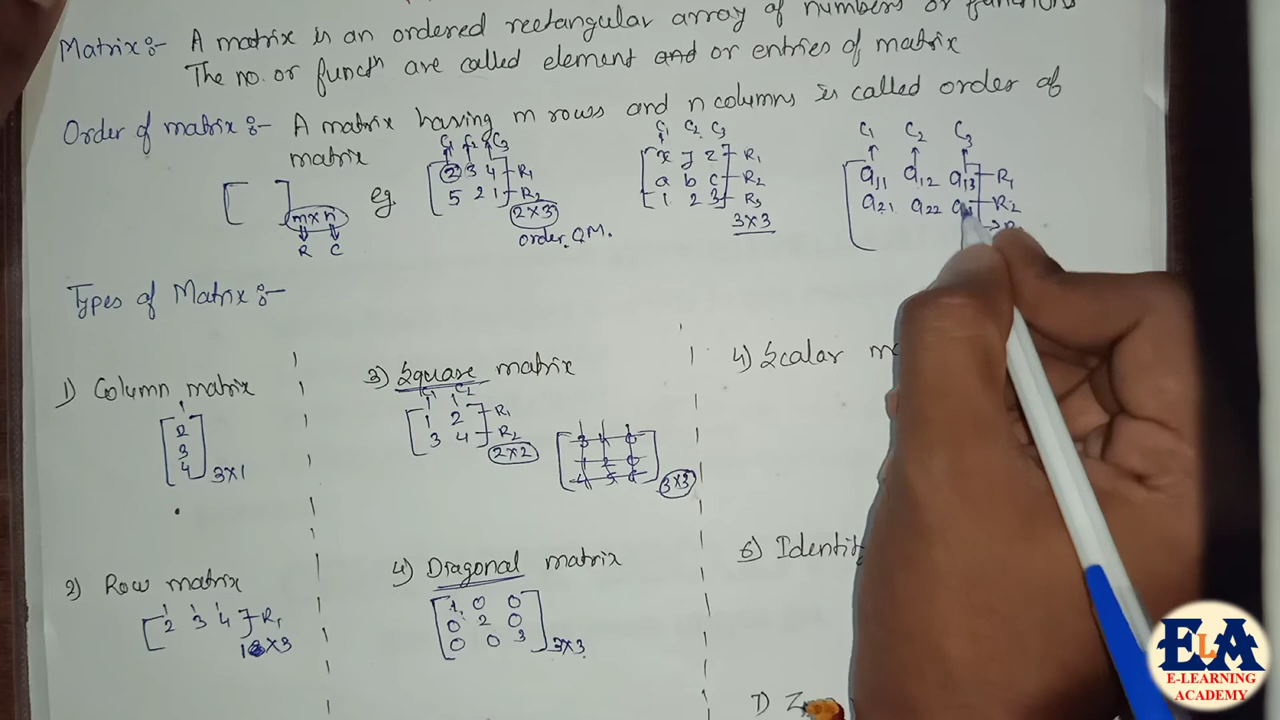 Matrix :- A matrix is an ordered rectangular array of numbers or functions
The no. or functn are called element or entries of matrix
Order of matrix :- A matrix having m rows and n columns is called order of
matrix
[ ] m×n
R C
eg.
C1 C2 C3
2 3 4 R1
5 2 1 R2
2×3
order O.M.
C1 C2 C3
x y z R1
a b c R2
1 2 3 R3
3×3
C1 C2 C3
a11 a12 a13 R1
a21 a22 a R2
Types of Matrix :-
1) Column matrix
1
2
3
4
3×1
2) Row matrix
2 3 4 R1
×3
3) Square matrix
C1 C2
1 2 R1
3 4 R2
2×2
3×3
4) Diagonal matrix
1 0 0
0 2 0
0 0 3
3×3
4) Scalar m
6) Identit
7) Z
ELA
E-LEARNING
ACADEMY